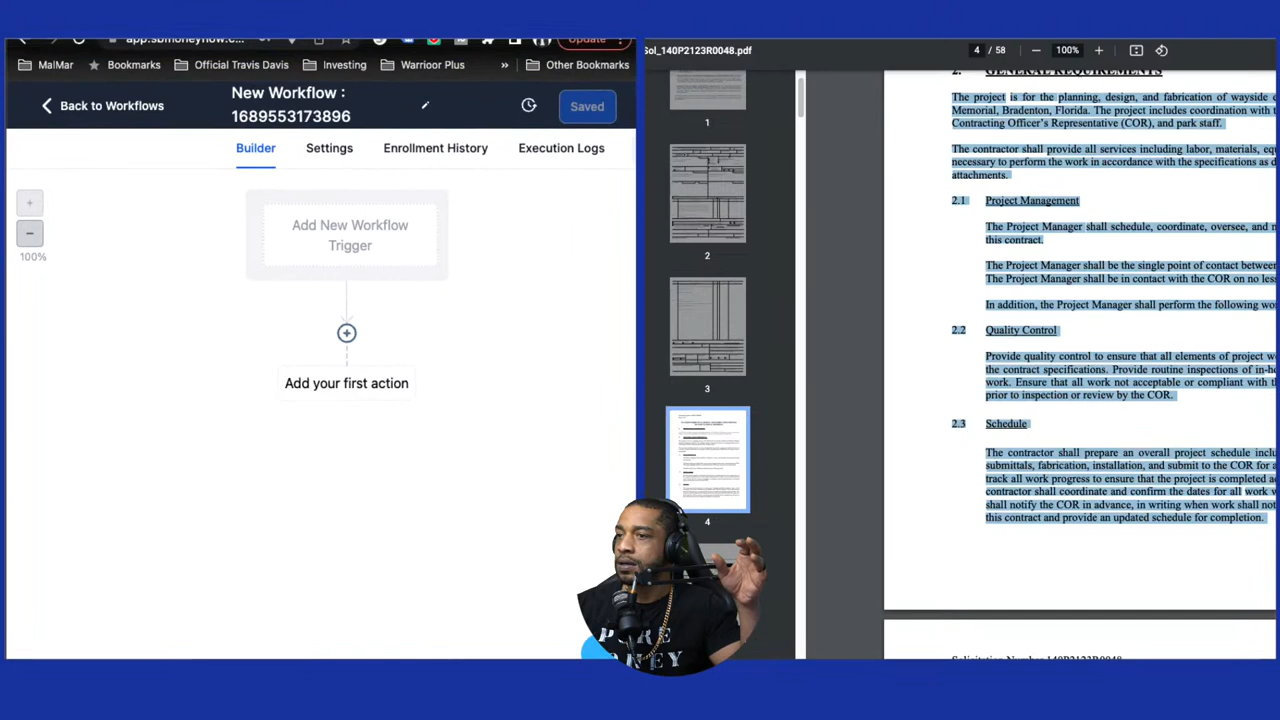 app.sbmoneynow.c...
Update
MalMar
Bookmarks
Official Travis Davis
Investing
Warrioor Plus
»
Other Bookmarks
Back to Workflows
New Workflow :
1689553173896
Saved
Builder
Settings
Enrollment History
Execution Logs
+
−
100%
Add New Workflow
Trigger
Add your first action
Sol_140P2123R0048.pdf
4 / 58
− 100% +
1
2
3
4
2. GENERAL REQUIREMENTS
The project is for the planning, design, and fabrication of wayside
Memorial, Bradenton, Florida. The project includes coordination with
Contracting Officer's Representative (COR), and park staff.
The contractor shall provide all services including labor, materials,
necessary to perform the work in accordance with the specifications as
attachments.
2.1 Project Management
The Project Manager shall schedule, coordinate, oversee, and
this contract.
The Project Manager shall be the single point of contact between
The Project Manager shall be in contact with the COR on no less
In addition, the Project Manager shall perform the following
2.2 Quality Control
Provide quality control to ensure that all elements of project
the contract specifications. Provide routine inspections of
work. Ensure that all work not acceptable or compliant with
prior to inspection or review by the COR.
2.3 Schedule
The contractor shall prepare an overall project schedule
submittals, fabrication, installation, and submit to the COR for
track all work progress to ensure that the project is completed
contractor shall coordinate and confirm the dates for all work
shall notify the COR in advance, in writing when work shall
this contract and provide an updated schedule for completion.
Solicitation Number 140P2123R0048
P RE
M NEY